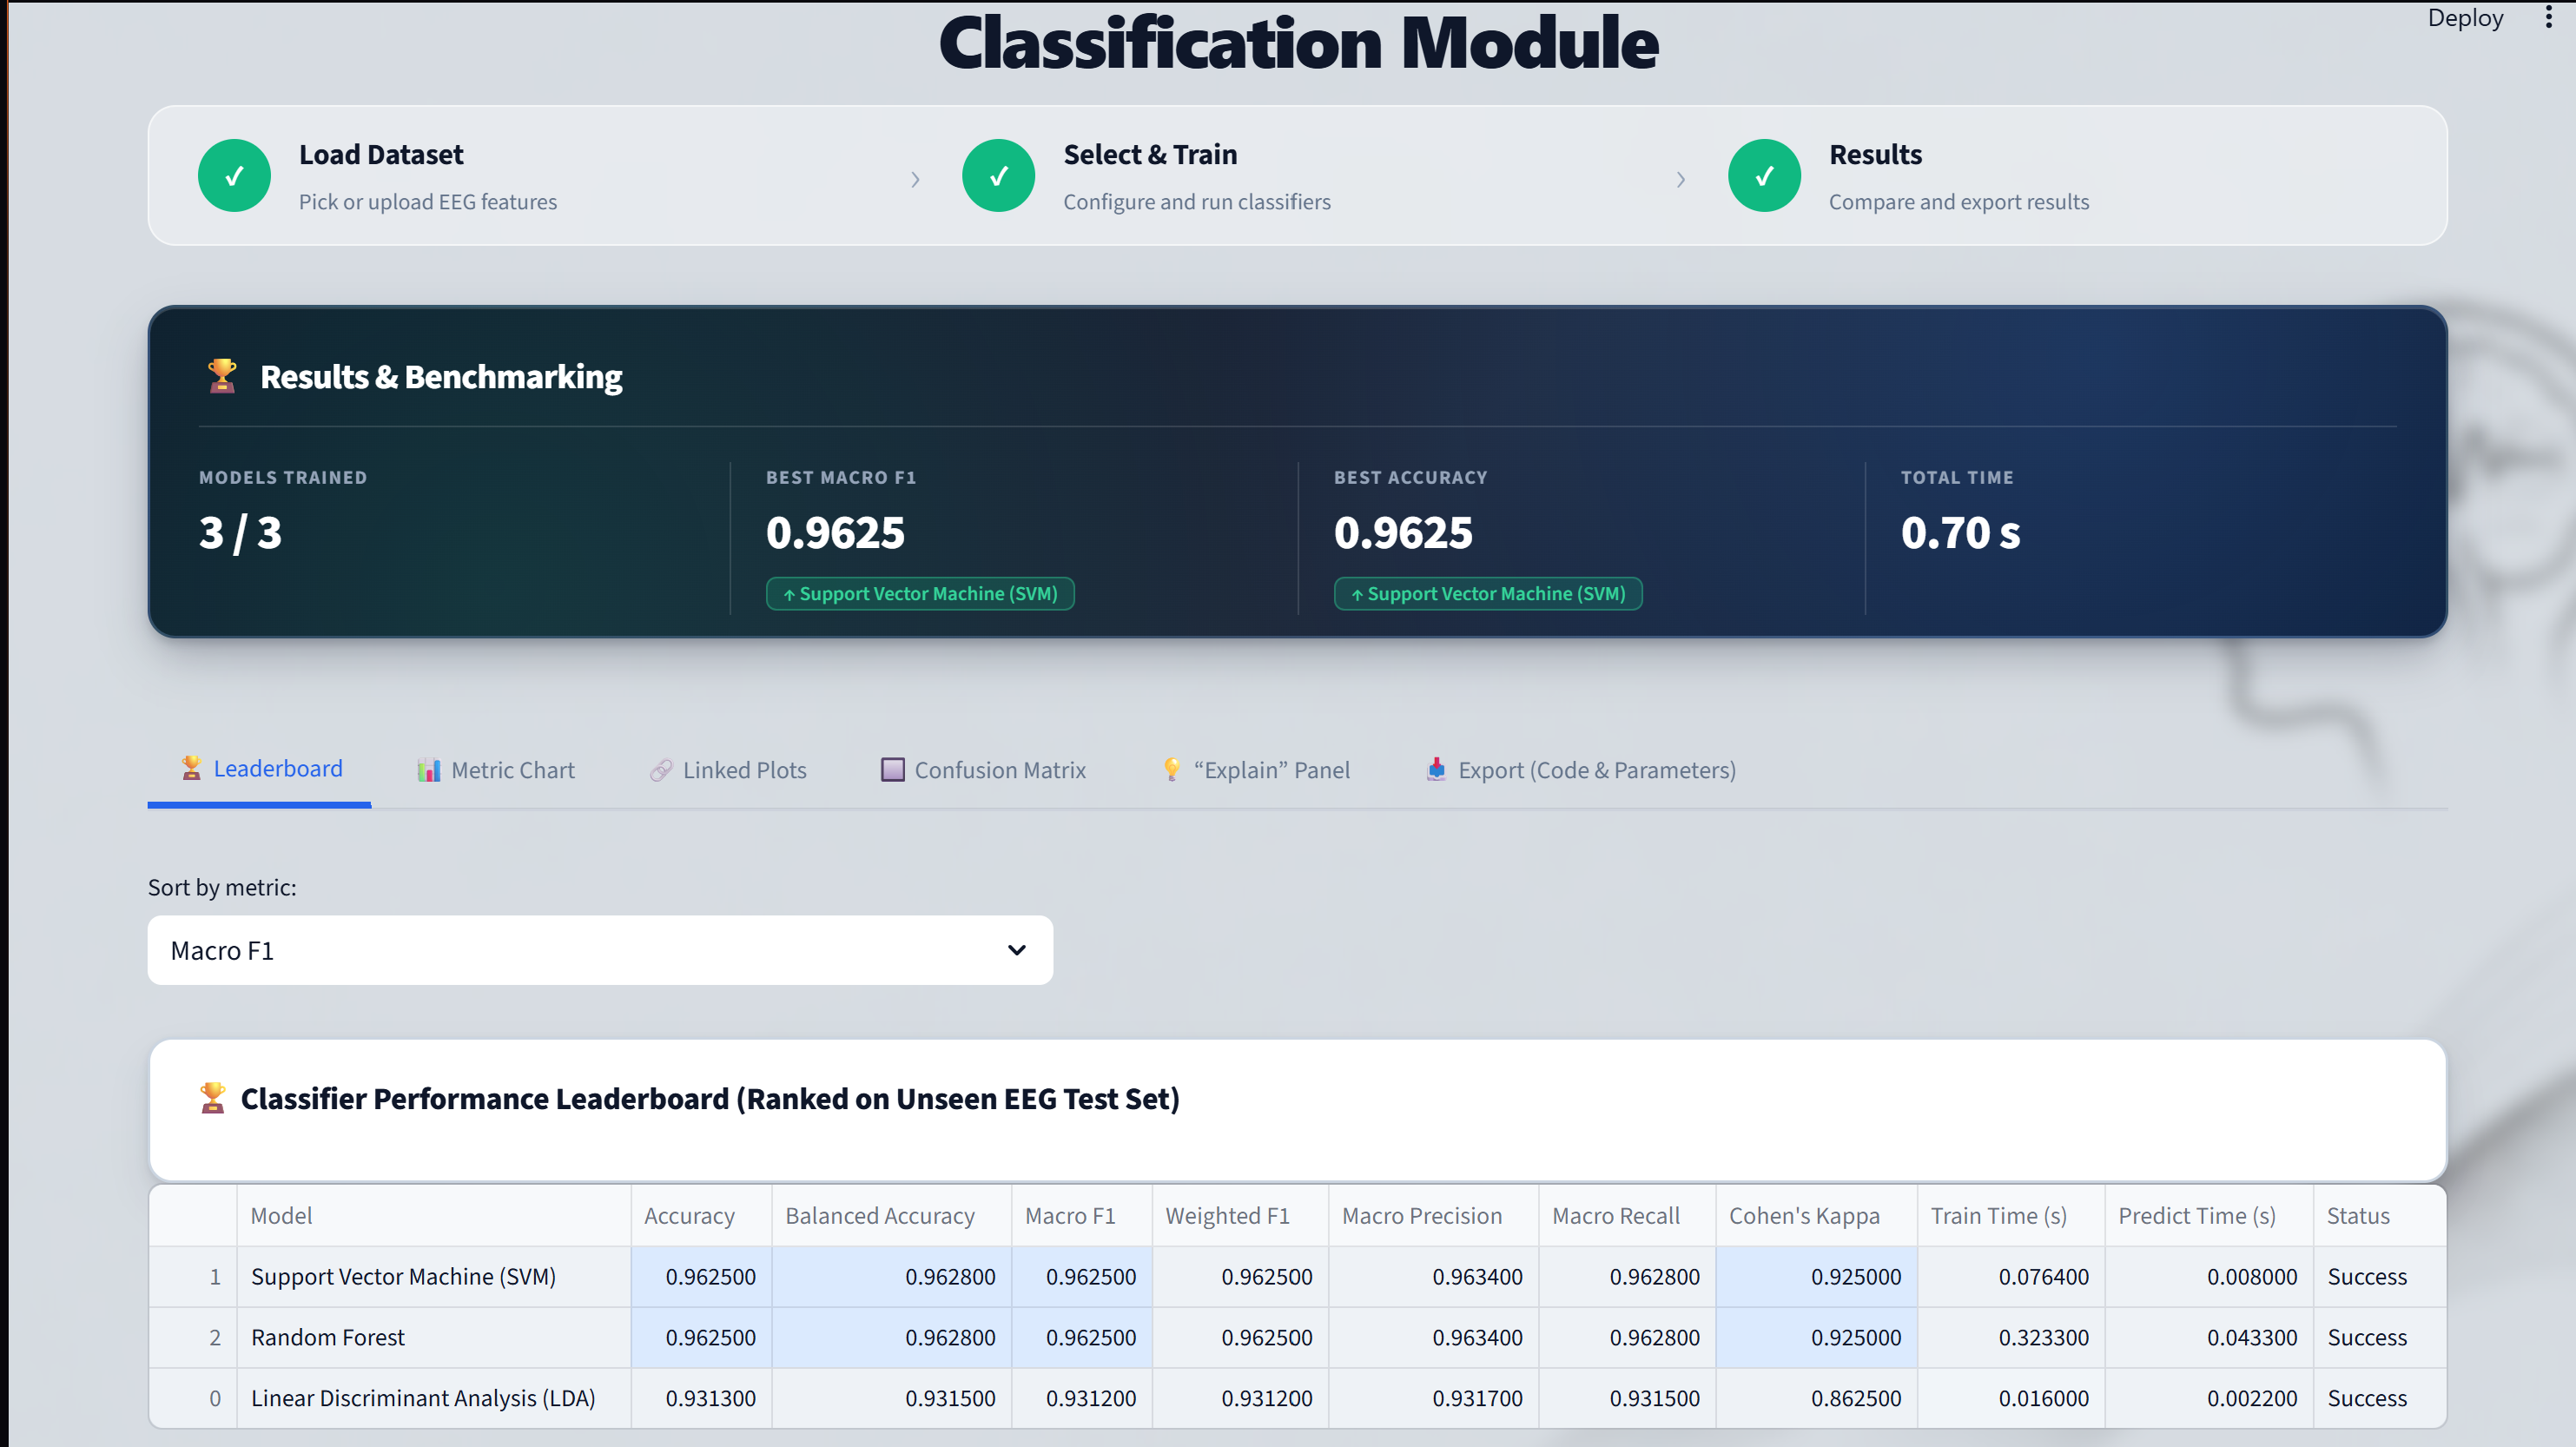 Deploy
Classification Module
Load Dataset
Pick or upload EEG features
Select & Train
Configure and run classifiers
Results
Compare and export results
🏆 Results & Benchmarking
MODELS TRAINED
3 / 3
BEST MACRO F1
0.9625
↑ Support Vector Machine (SVM)
BEST ACCURACY
0.9625
↑ Support Vector Machine (SVM)
TOTAL TIME
0.70 s
🏆 Leaderboard 📊 Metric Chart 🔗 Linked Plots Confusion Matrix 💡 “Explain” Panel 📥 Export (Code & Parameters)
Sort by metric:
Macro F1
🏆 Classifier Performance Leaderboard (Ranked on Unseen EEG Test Set)
Model Accuracy Balanced Accuracy Macro F1 Weighted F1 Macro Precision Macro Recall Cohen's Kappa Train Time (s) Predict Time (s) Status
1 Support Vector Machine (SVM) 0.962500 0.962800 0.962500 0.962500 0.963400 0.962800 0.925000 0.076400 0.008000 Success
2 Random Forest 0.962500 0.962800 0.962500 0.962500 0.963400 0.962800 0.925000 0.323300 0.043300 Success
0 Linear Discriminant Analysis (LDA) 0.931300 0.931500 0.931200 0.931200 0.931700 0.931500 0.862500 0.016000 0.002200 Success